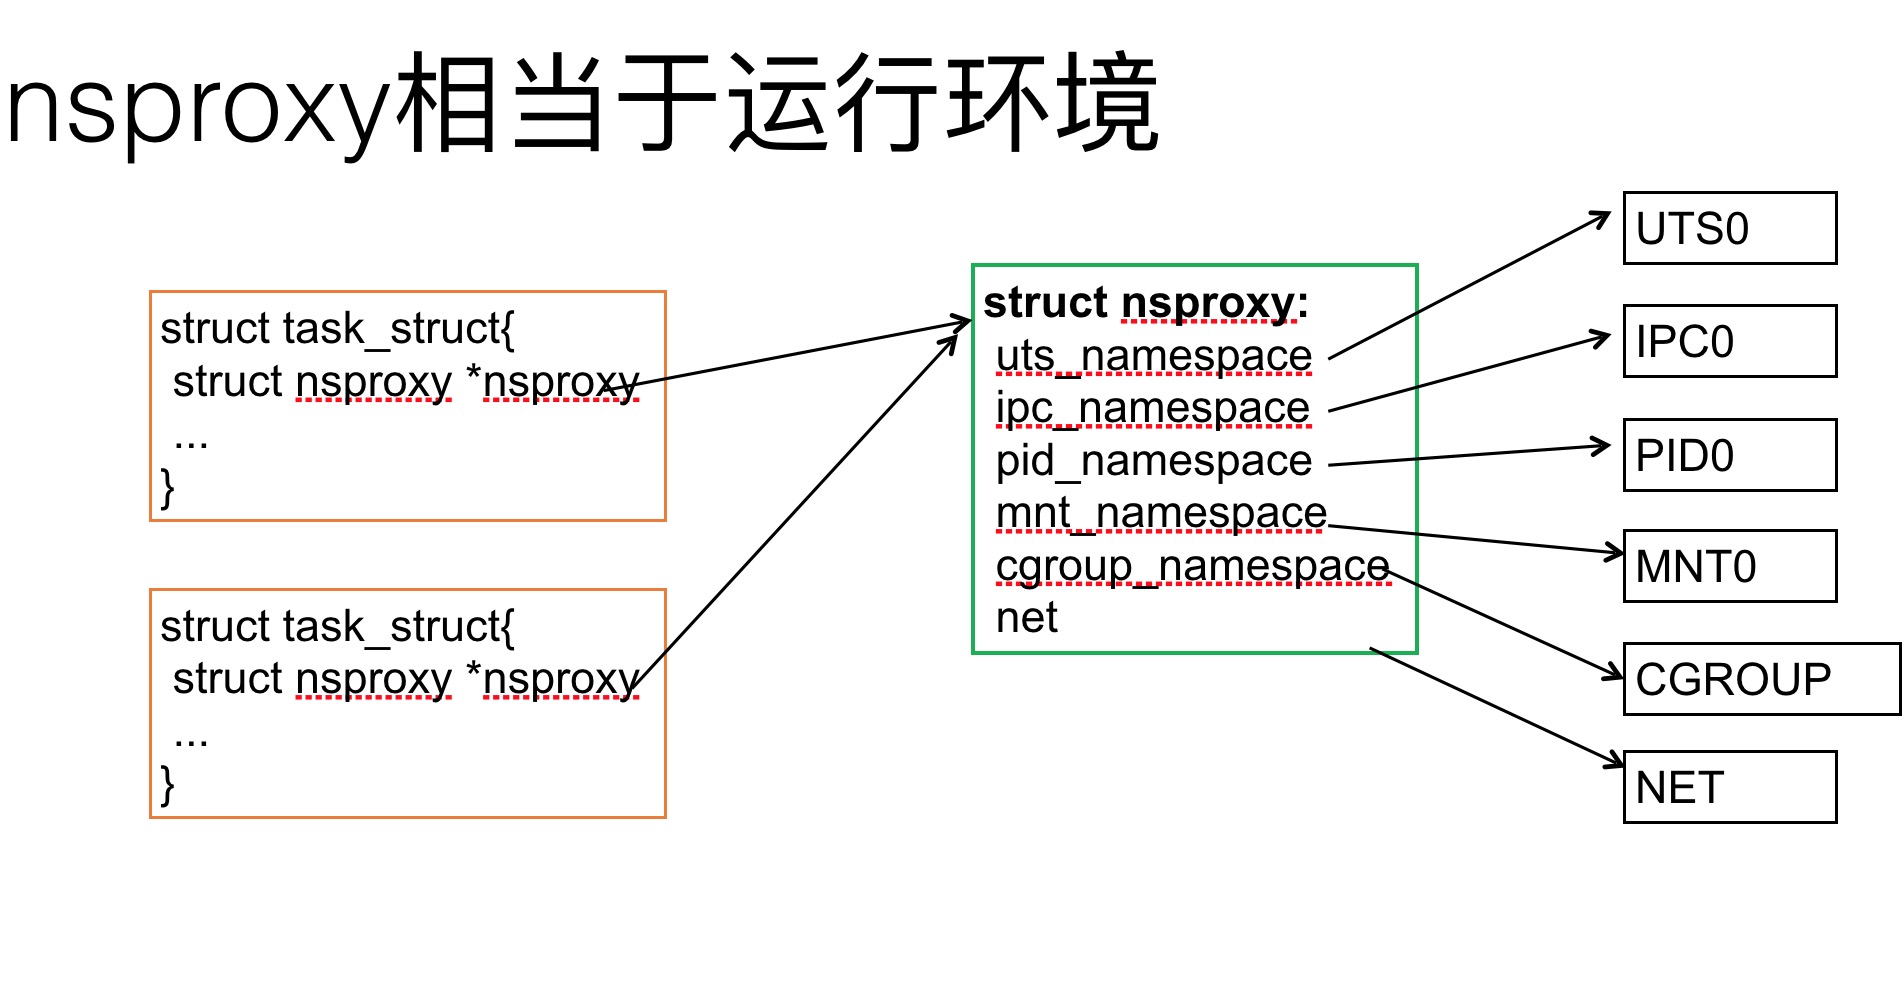 nsproxy相当于运行环境
struct task_struct{
struct nsproxy *nsproxy
...
}
struct task_struct{
struct nsproxy *nsproxy
...
}
struct nsproxy:
uts_namespace
ipc_namespace
pid_namespace
mnt_namespace
cgroup_namespace
net
UTS0
IPC0
PID0
MNT0
CGROUP
NET